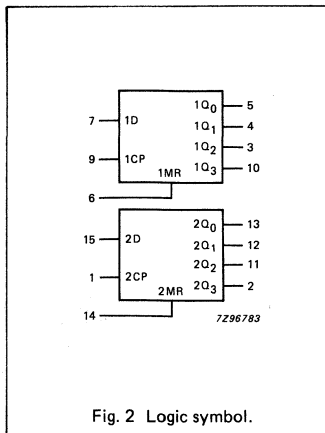 1Q0 5
7 1D
1Q1 4
1Q2 3
9 1CP
1Q3 10
1MR
6
2Q0 13
15 2D
2Q1 12
2Q2 11
1 2CP
2Q3 2
2MR
14
7Z96783
Fig. 2 Logic symbol.